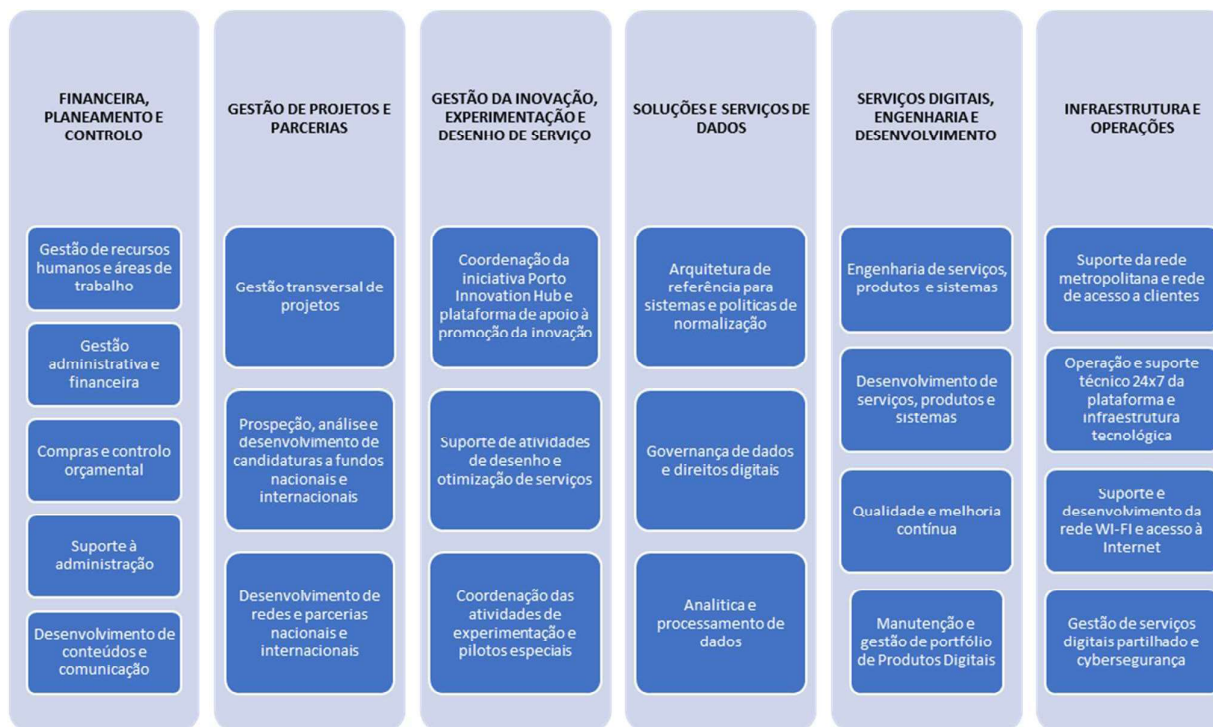 FINANCEIRA,
PLANEAMENTO E
CONTROLO
Gestão de recursos
humanos e áreas de
trabalho
Gestão
administrativa e
financeira
Compras e controlo
orçamental
Suporte à
administração
Desenvolvimento de
conteúdos e
comunicação
GESTÃO DE PROJETOS E
PARCERIAS
Gestão transversal de
projetos
Prospeção, análise e
desenvolvimento de
candidaturas a fundos
nacionais e
internacionais
Desenvolvimento de
redes e parcerias
nacionais e
internacionais
GESTÃO DA INOVAÇÃO,
EXPERIMENTAÇÃO E
DESENHO DE SERVIÇO
Coordenação da
iniciativa Porto
Innovation Hub e
plataforma de apoio à
promoção da inovação
Suporte de atividades
de desenho e
otimização de serviços
Coordenação das
atividades de
experimentação e
pilotos especiais
SOLUÇÕES E SERVIÇOS DE
DADOS
Arquitetura de
referência para
sistemas e politicas de
normalização
Governança de dados
e direitos digitais
Analitica e
processamento de
dados
SERVIÇOS DIGITAIS,
ENGENHARIA E
DESENVOLVIMENTO
Engenharia de serviços,
produtos e sistemas
Desenvolvimento de
serviços, produtos e
sistemas
Qualidade e melhoria
contínua
Manutenção e
gestão de portfólio
de Produtos Digitais
INFRAESTRUTURA E
OPERAÇÕES
Suporte da rede
metropolitana e rede
de acesso a clientes
Operação e suporte
técnico 24x7 da
plataforma e
infraestrutura
tecnológica
Suporte e
desenvolvimento da
rede WI-FI e acesso à
Internet
Gestão de serviços
digitais partilhado e
cybersegurança